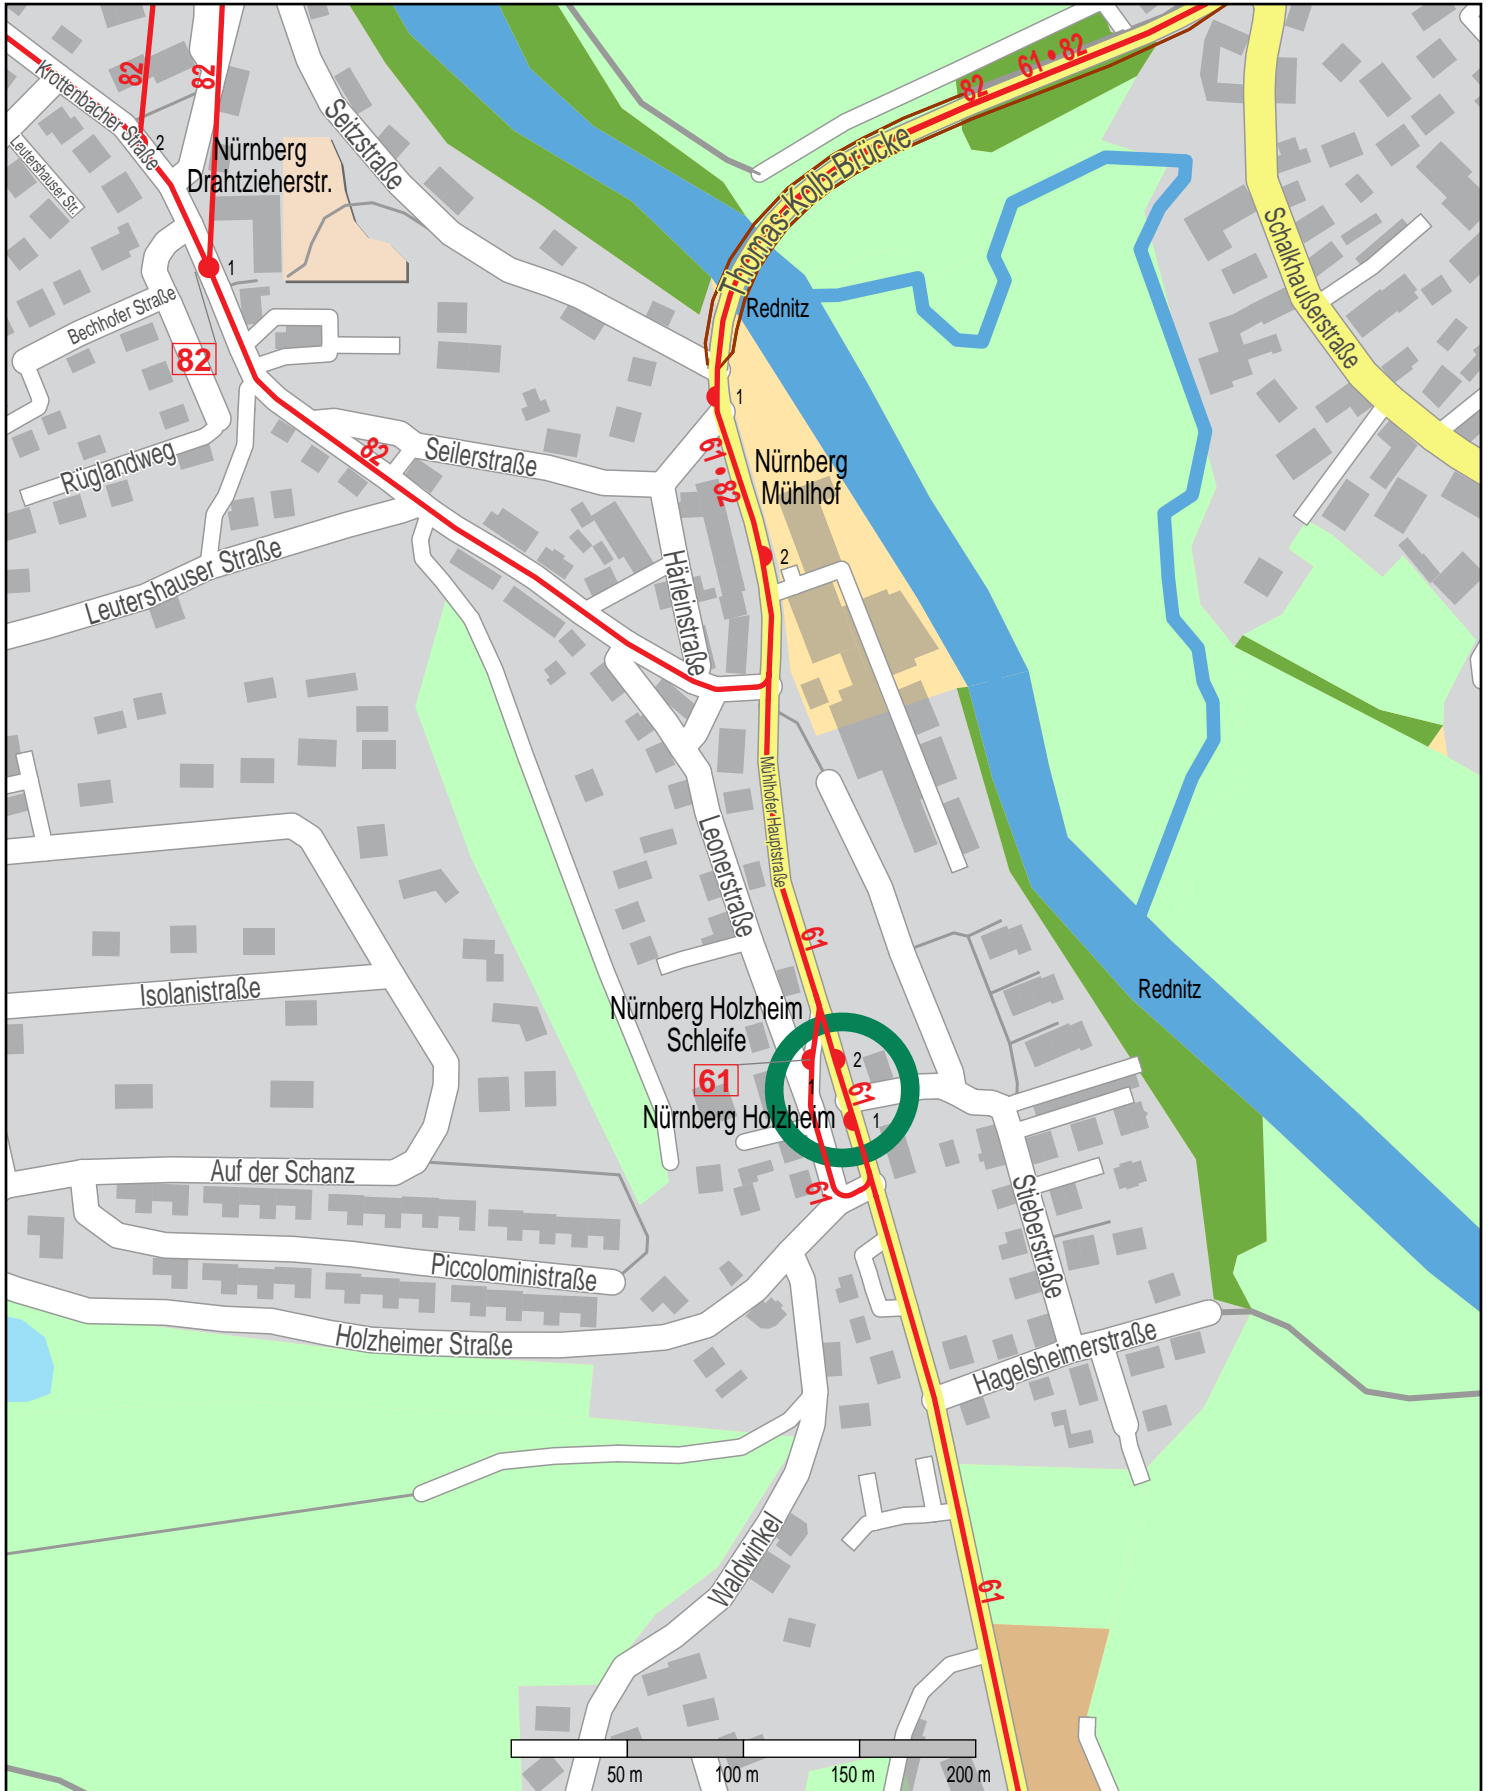 61 • 82
82
82
82
Krottenbacher Straße
2
Leutershauser Str.
Nürnberg
Drahtzieherstr.
Seitzstraße
Thomas-Kolb-Brücke
Schalkhaußerstraße
1
Bechhofer Straße
Rednitz
82
1
Rüglandweg
82
Seilerstraße
61 • 82
Nürnberg
Mühlhof
2
Leutershauser Straße
Härleinstraße
Mühlhofer Hauptstraße
Leonerstraße
61
Isolanistraße
Rednitz
Nürnberg Holzheim
Schleife
2
61
1
61
Nürnberg Holzheim
1
Auf der Schanz
61
Stieberstraße
Piccoloministraße
Holzheimer Straße
Hagelsheimerstraße
Waldwinkel
61
50 m
100 m
150 m
200 m